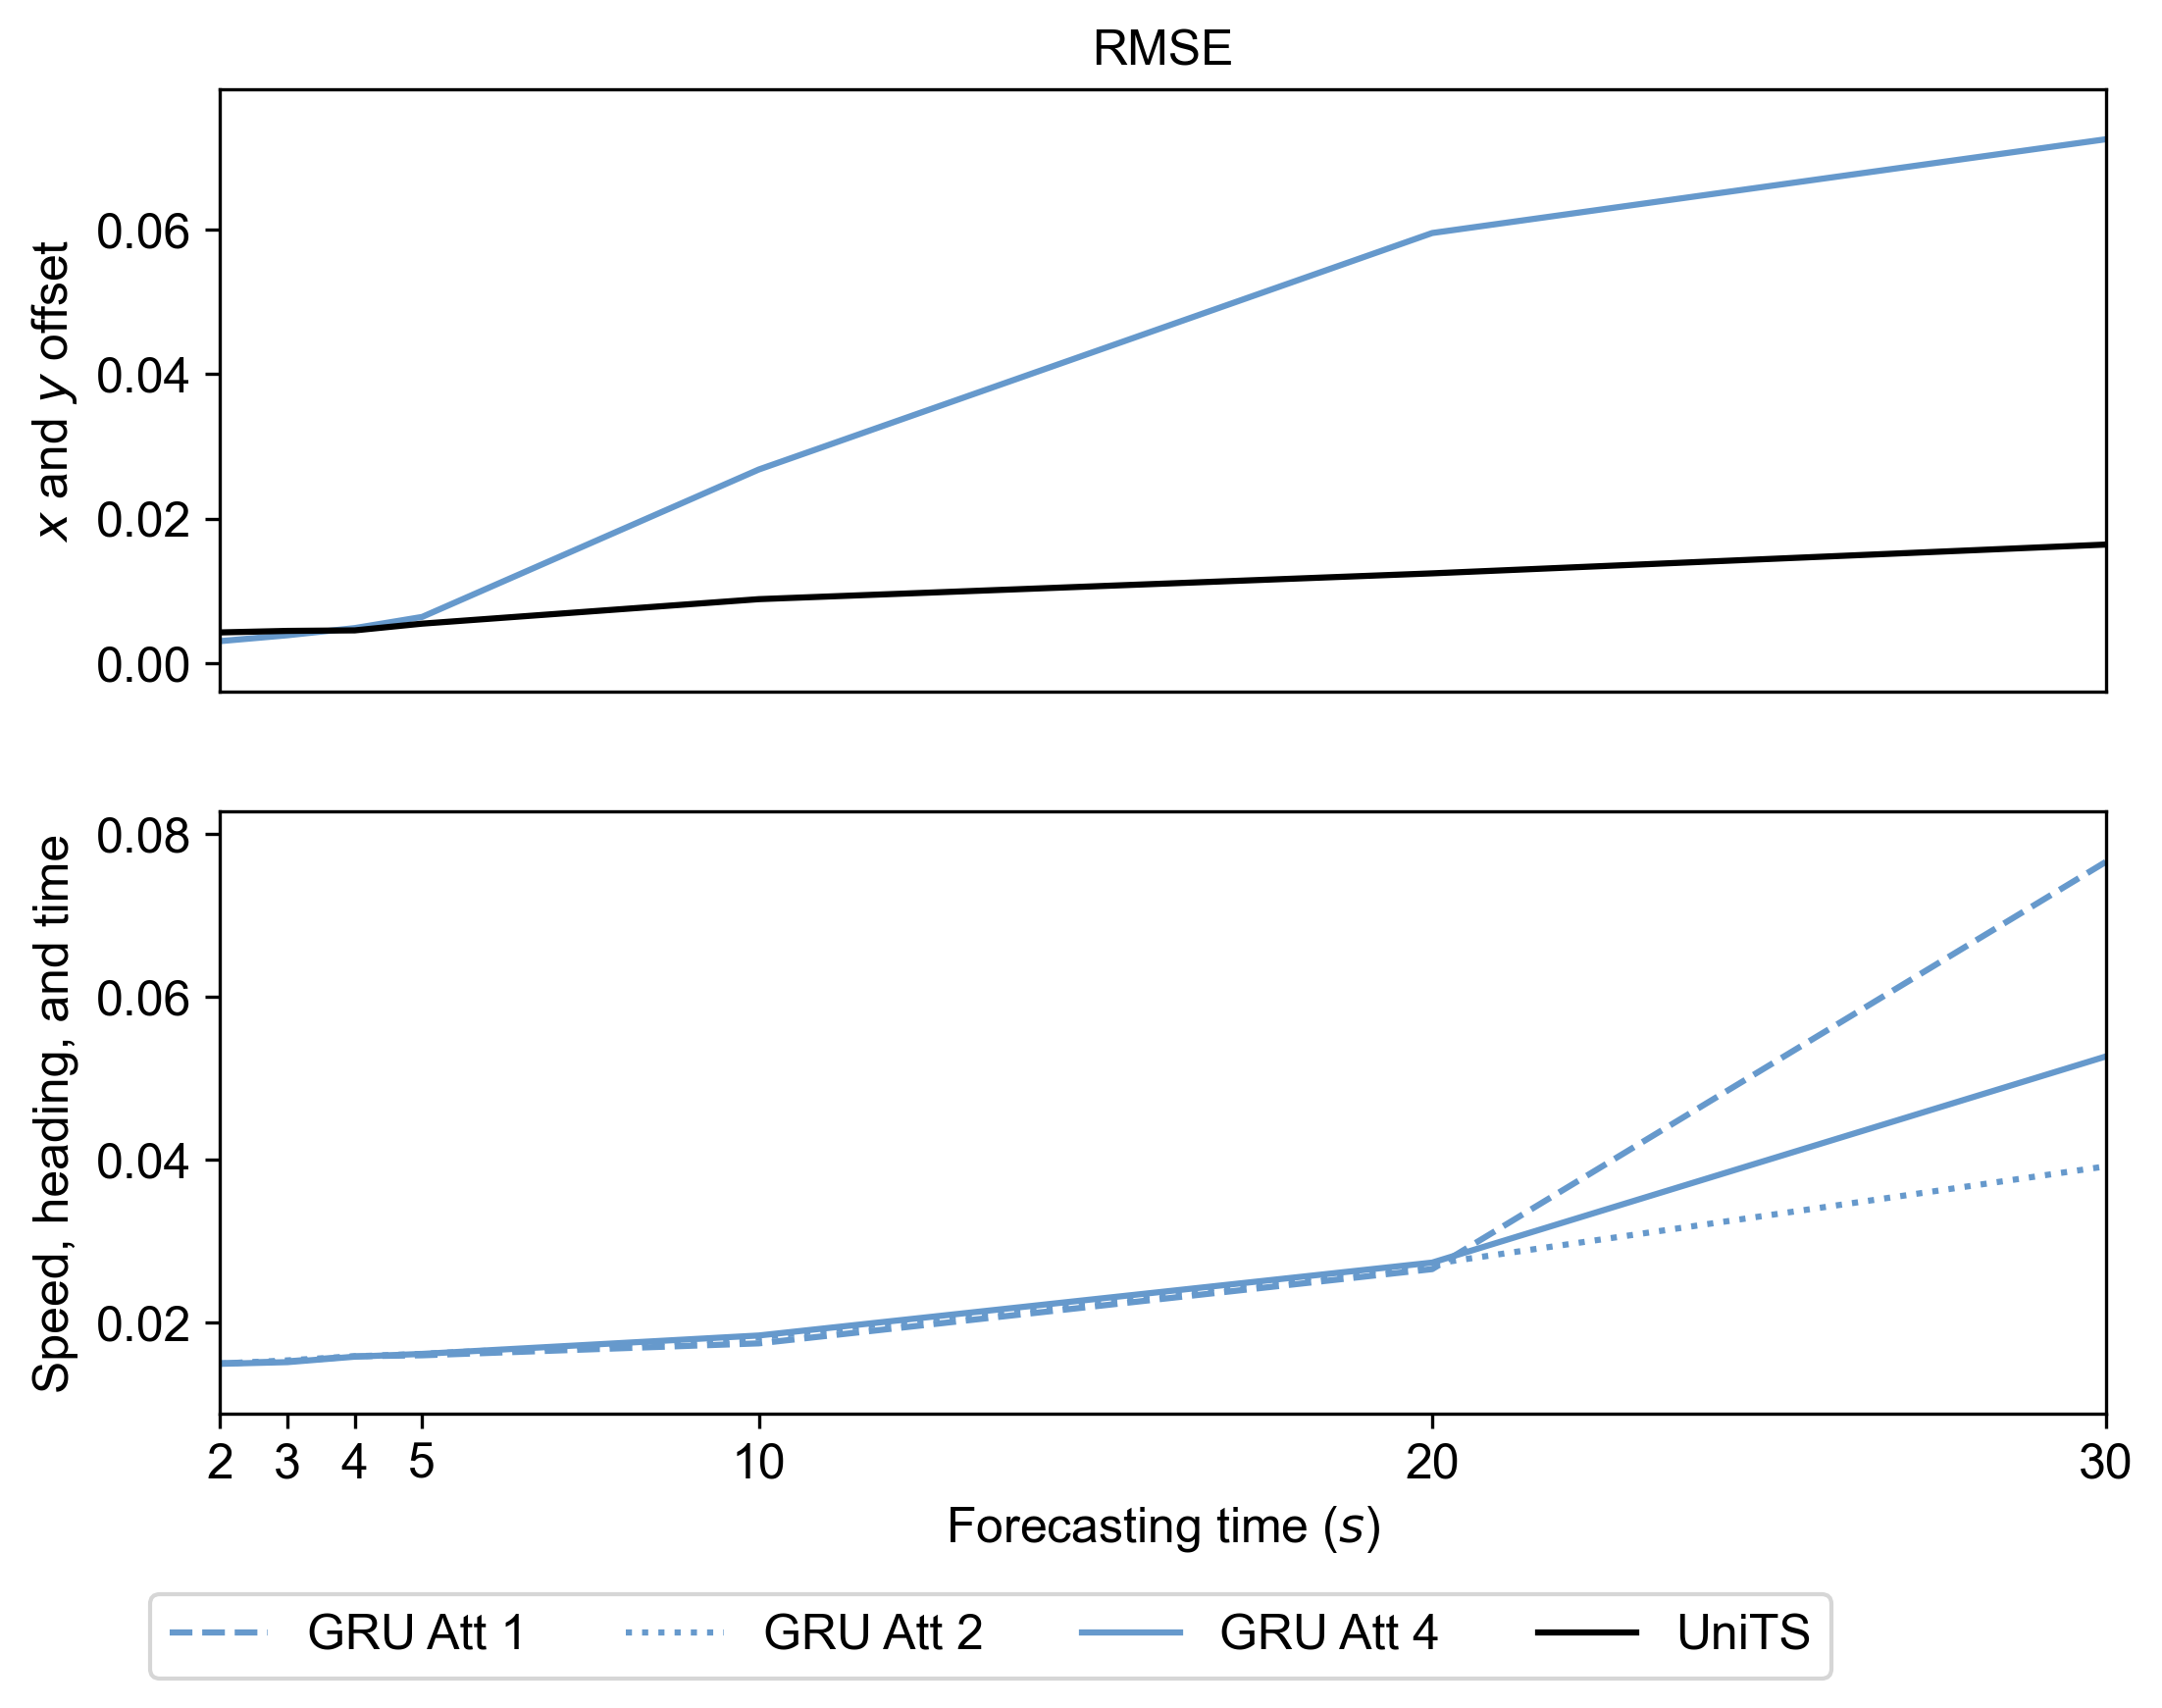 RMSE
x and y offset
0.06
0.04
0.02
0.00
Speed, heading, and time
0.08
0.06
0.04
0.02
2 3 4 5 10 20 30
Forecasting time (s)
GRU Att 1 GRU Att 2 GRU Att 4 UniTS